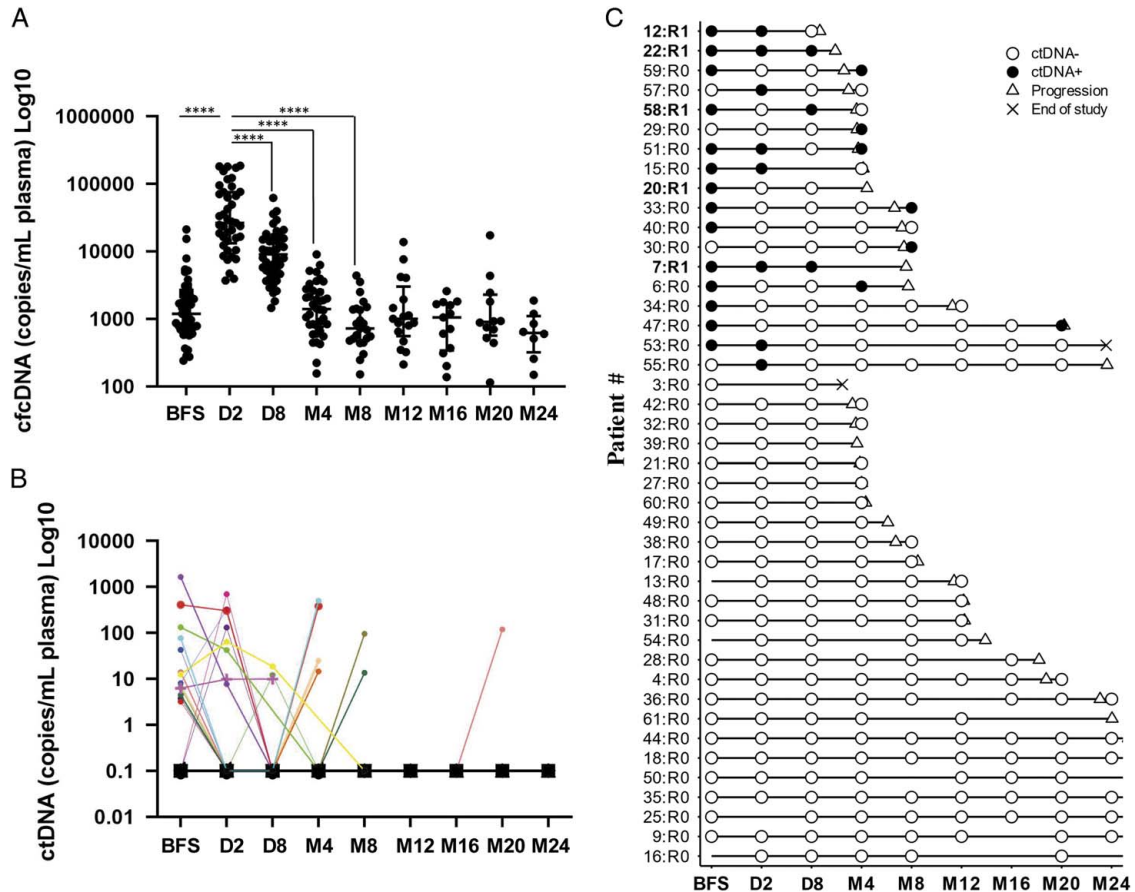 A
cfcDNA (copies/mL plasma) Log10
1000000
100000
10000
1000
100
**** **** **** ****
BFS D2 D8 M4 M8 M12 M16 M20 M24
B
ctDNA (copies/mL plasma) Log10
10000
1000
100
10
1
0.1
0.01
BFS D2 D8 M4 M8 M12 M16 M20 M24
C
Patient #
12:R1
22:R1
59:R0
57:R0
58:R1
29:R0
51:R0
15:R0
20:R1
33:R0
40:R0
30:R0
7:R1
6:R0
34:R0
47:R0
53:R0
55:R0
3:R0
42:R0
32:R0
39:R0
21:R0
27:R0
60:R0
49:R0
38:R0
17:R0
13:R0
48:R0
31:R0
54:R0
28:R0
4:R0
36:R0
61:R0
44:R0
18:R0
50:R0
35:R0
25:R0
9:R0
16:R0
BFS D2 D8 M4 M8 M12 M16 M20 M24
ctDNA-
ctDNA+
Progression
End of study